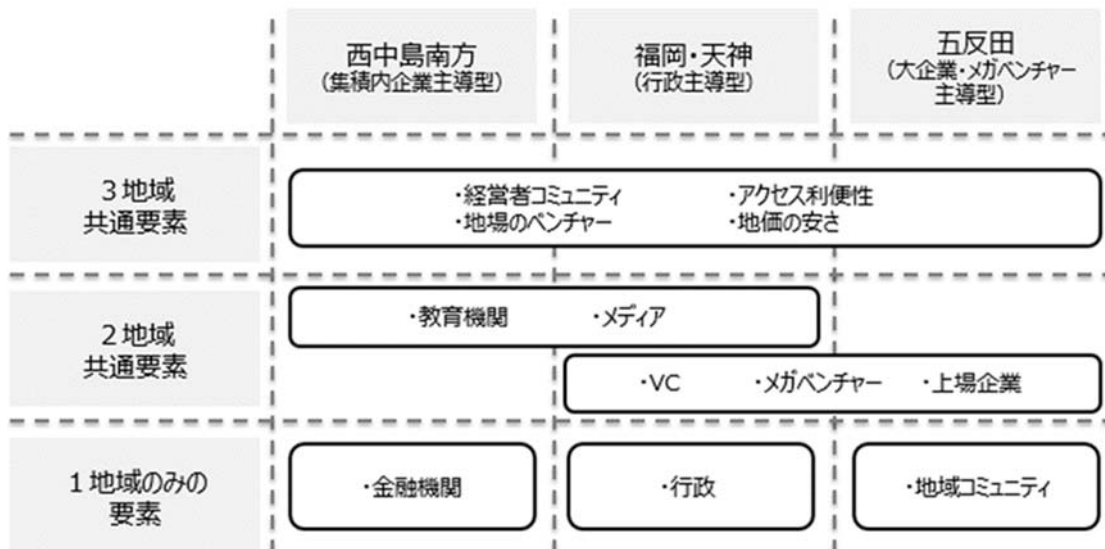 西中島南方
(集積内企業主導型)
福岡・天神
(行政主導型)
五反田
(大企業・メガベンチャー
主導型)
3地域
共通要素
・経営者コミュニティ ・アクセス利便性
・地場のベンチャー ・地価の安さ
2地域
共通要素
・教育機関 ・メディア
・VC ・メガベンチャー ・上場企業
1地域のみの
要素
・金融機関
・行政
・地域コミュニティ